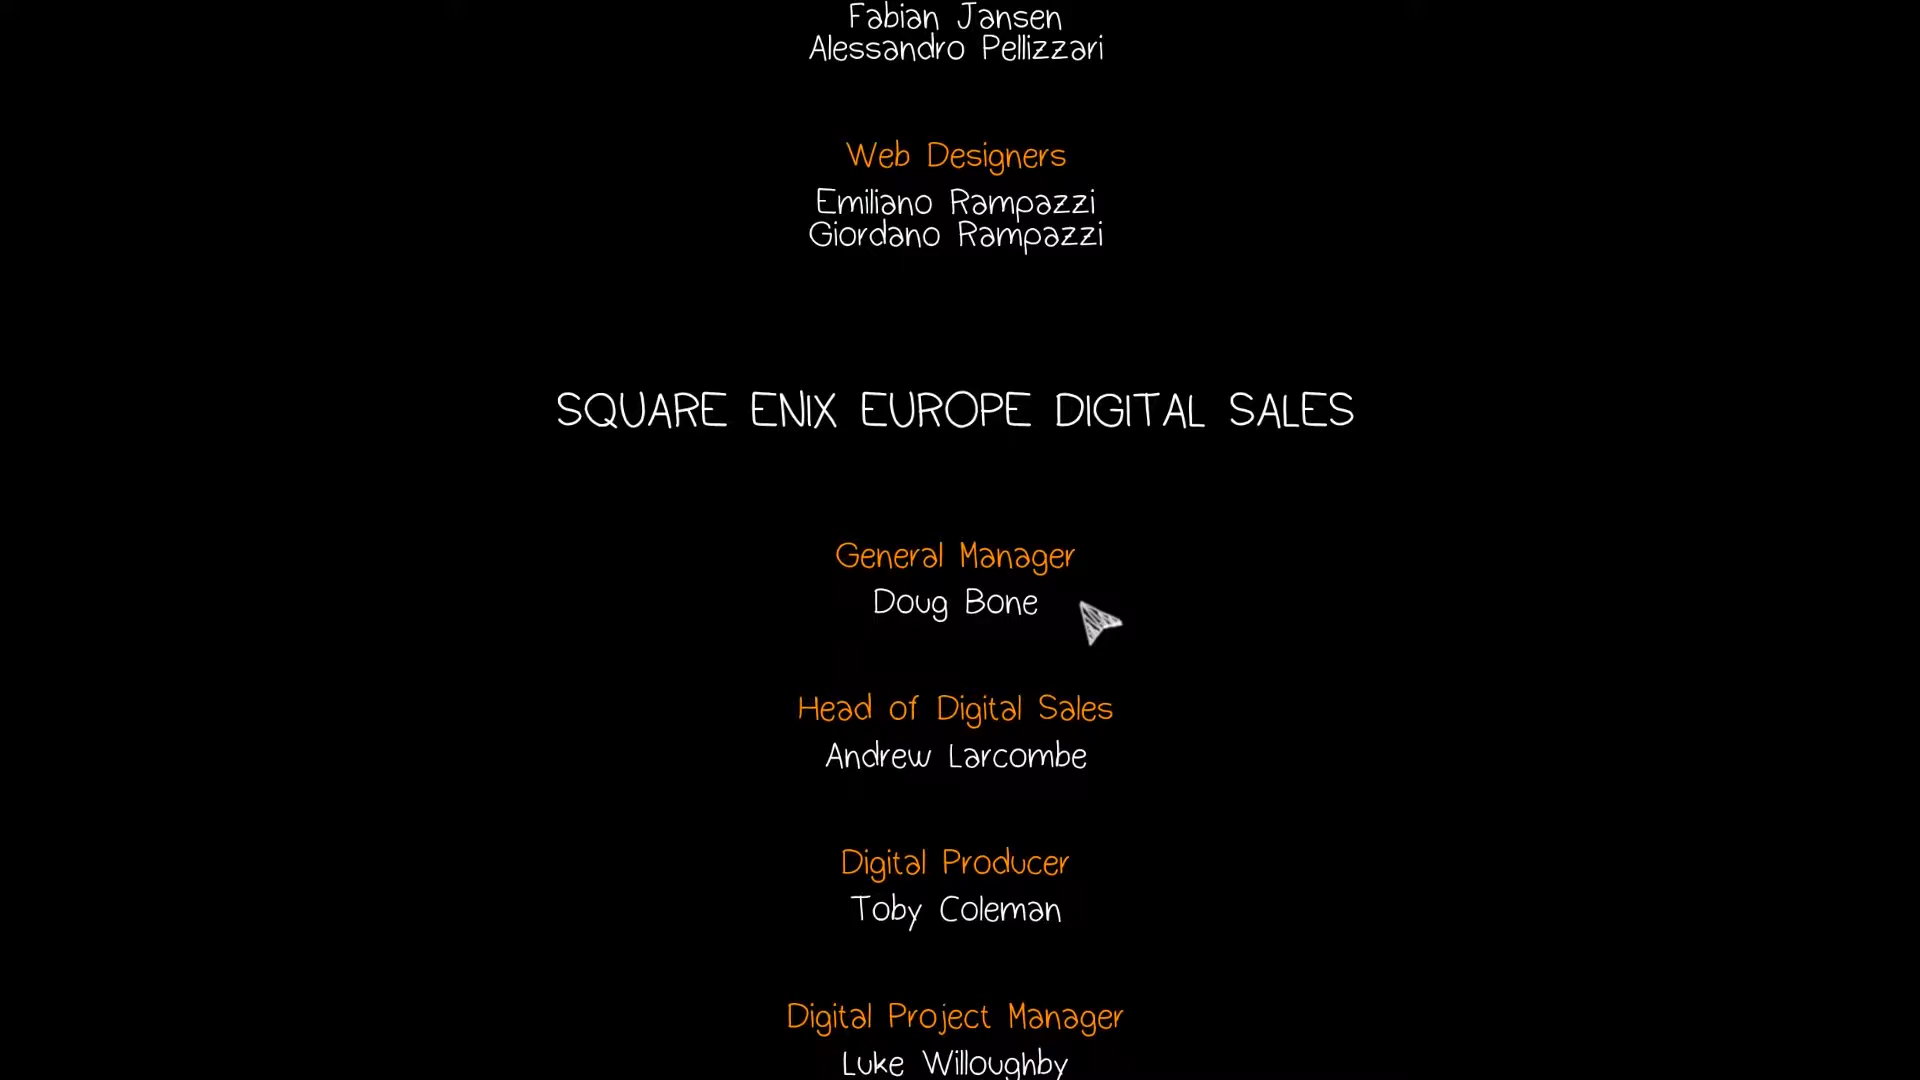 Fabian Jansen
Alessandro Pellizzari
Web Designers
Emiliano Rampazzi
Giordano Rampazzi
SQUARE ENIX EUROPE DIGITAL SALES
General Manager
Doug Bone
Head of Digital Sales
Andrew Larcombe
Digital Producer
Toby Coleman
Digital Project Manager
Luke Willoughby